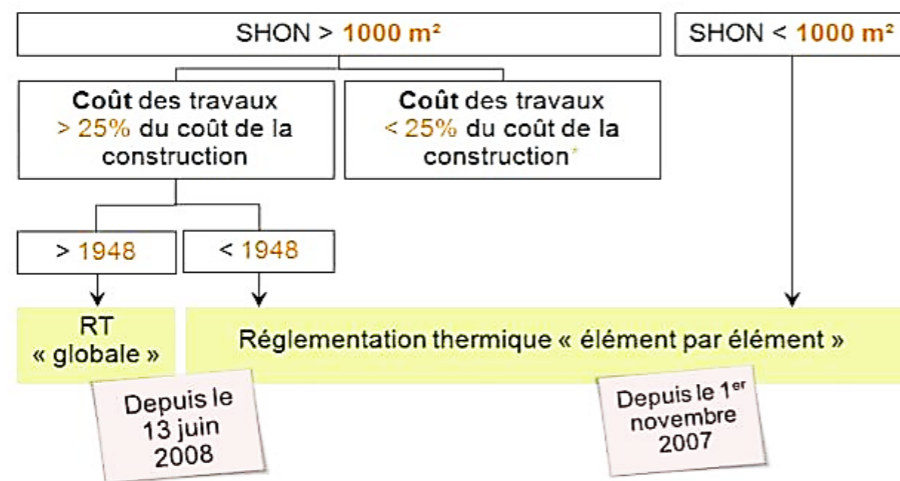 SHON > 1000 m²
SHON < 1000 m²
Coût des travaux
> 25% du coût de la
construction
Coût des travaux
< 25% du coût de la
construction*
> 1948
< 1948
RT
« globale »
Réglementation thermique « élément par élément »
Depuis le
13 juin
2008
Depuis le 1er
novembre
2007